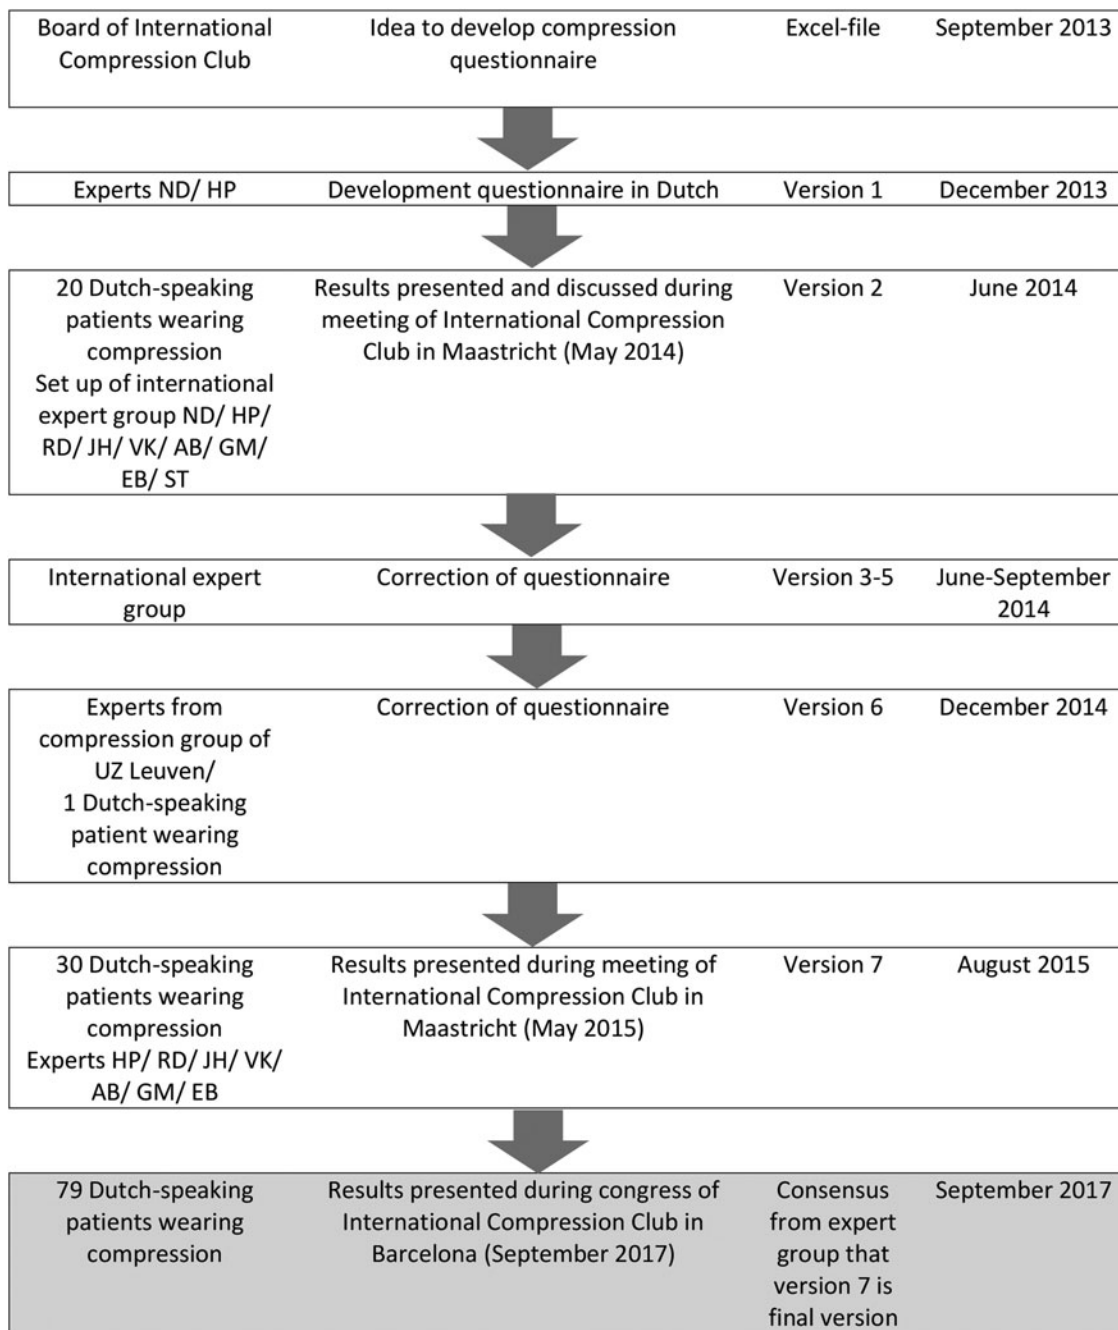 Board of International
Compression Club
Idea to develop compression
questionnaire
Excel-file
September 2013
Experts ND/ HP
Development questionnaire in Dutch
Version 1
December 2013
20 Dutch-speaking
patients wearing
compression
Set up of international
expert group ND/ HP/
RD/ JH/ VK/ AB/ GM/
EB/ ST
Results presented and discussed during
meeting of International Compression
Club in Maastricht (May 2014)
Version 2
June 2014
International expert
group
Correction of questionnaire
Version 3-5
June-September
2014
Experts from
compression group of
UZ Leuven/
1 Dutch-speaking
patient wearing
compression
Correction of questionnaire
Version 6
December 2014
30 Dutch-speaking
patients wearing
compression
Experts HP/ RD/ JH/ VK/
AB/ GM/ EB
Results presented during meeting of
International Compression Club in
Maastricht (May 2015)
Version 7
August 2015
79 Dutch-speaking
patients wearing
compression
Results presented during congress of
International Compression Club in
Barcelona (September 2017)
Consensus
from expert
group that
version 7 is
final version
September 2017